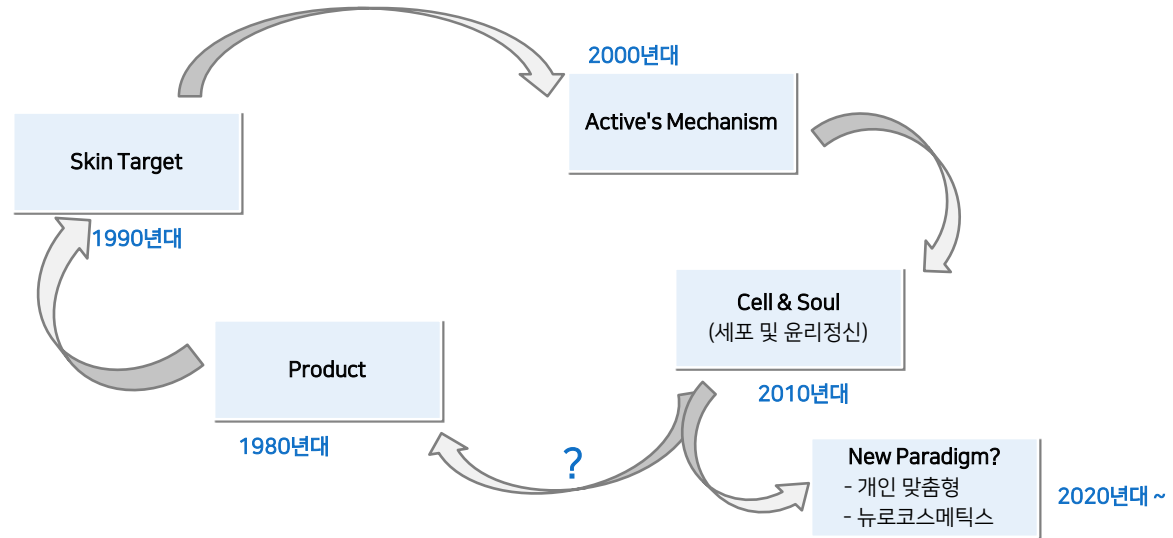 2000년대
Active's Mechanism
Skin Target
1990년대
Cell & Soul
(세포 및 윤리정신)
2010년대
Product
1980년대
?
New Paradigm?
- 개인 맞춤형
- 뉴로코스메틱스
2020년대 ~